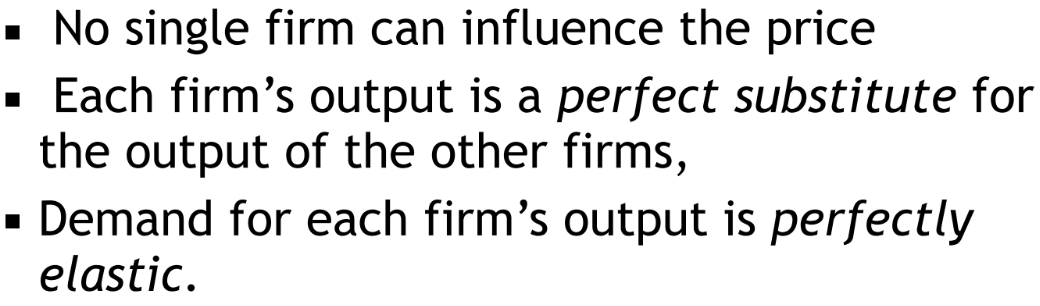 ▪ No single firm can influence the price
▪ Each firm’s output is a perfect substitute for
the output of the other firms,
▪ Demand for each firm’s output is perfectly
elastic.